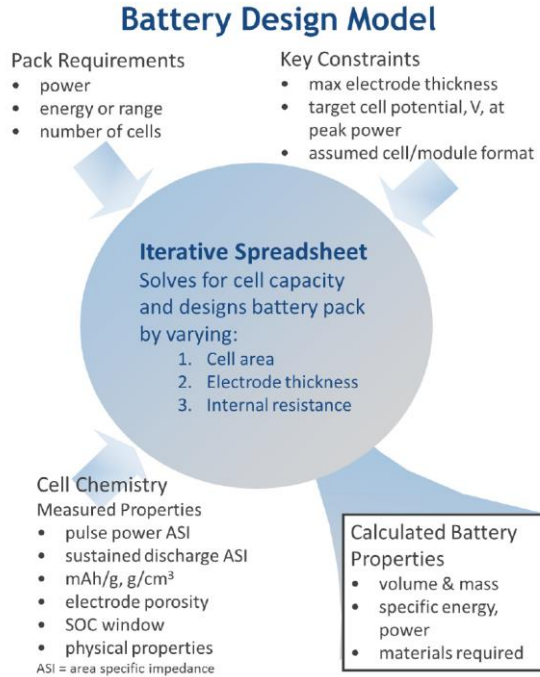 Battery Design Model
Pack Requirements
• power
• energy or range
• number of cells
Key Constraints
• max electrode thickness
• target cell potential, V, at
peak power
• assumed cell/module format
Iterative Spreadsheet
Solves for cell capacity
and designs battery pack
by varying:
1. Cell area
2. Electrode thickness
3. Internal resistance
Cell Chemistry
Measured Properties
• pulse power ASI
• sustained discharge ASI
• mAh/g, g/cm³
• electrode porosity
• SOC window
• physical properties
ASI = area specific impedance
Calculated Battery
Properties
• volume & mass
• specific energy,
power
• materials required